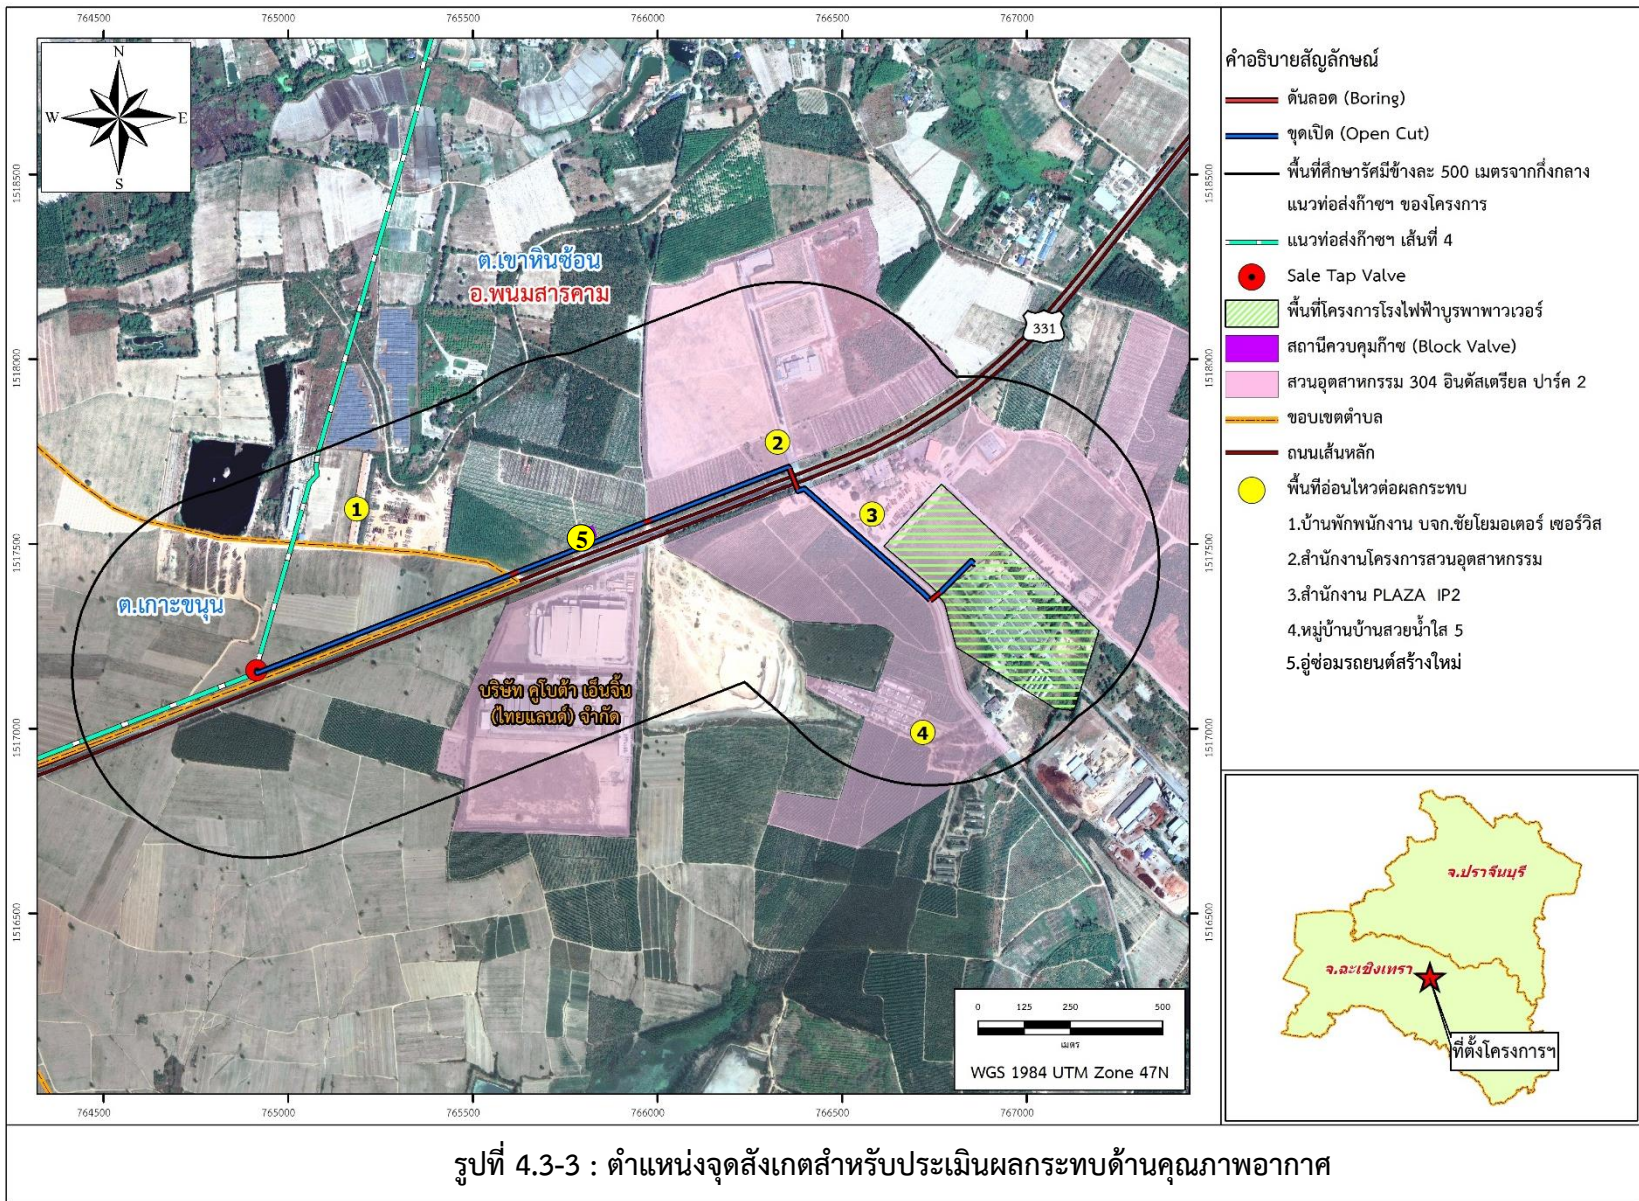 764500 765000 765500 766000 766500 767000
N
W E
S
1518500
1518000
1517500
1517000
1516500
1518500
1518000
1517500
1517000
1516500
ต.เขาหินซ้อน
อ.พนมสารคาม
331
2
1
3
5
ต.เกาะขนุน
บริษัท คูโบต้า เอ็นจิ้น
(ไทยแลนด์) จำกัด
4
0 125 250 500
เมตร
WGS 1984 UTM Zone 47N
764500 765000 765500 766000 766500 767000
คำอธิบายสัญลักษณ์
ดันลอด (Boring)
ขุดเปิด (Open Cut)
พื้นที่ศึกษารัศมีข้างละ 500 เมตรจากกึ่งกลาง
แนวท่อส่งก๊าซฯ ของโครงการ
แนวท่อส่งก๊าซฯ เส้นที่ 4
Sale Tap Valve
พื้นที่โครงการโรงไฟฟ้าบูรพาพาวเวอร์
สถานีควบคุมก๊าซ (Block Valve)
สวนอุตสาหกรรม 304 อินดัสเตรียล ปาร์ค 2
ขอบเขตตำบล
ถนนเส้นหลัก
พื้นที่อ่อนไหวต่อผลกระทบ
1.บ้านพักพนักงาน บจก.ชัยโยมอเตอร์ เซอร์วิส
2.สำนักงานโครงการสวนอุตสาหกรรม
3.สำนักงาน PLAZA IP2
4.หมู่บ้านบ้านสวยน้ำใส 5
5.อู่ซ่อมรถยนต์สร้างใหม่
จ.ปราจีนบุรี
จ.ฉะเชิงเทรา
ที่ตั้งโครงการฯ
รูปที่ 4.3-3 : ตำแหน่งจุดสังเกตสำหรับประเมินผลกระทบด้านคุณภาพอากาศ